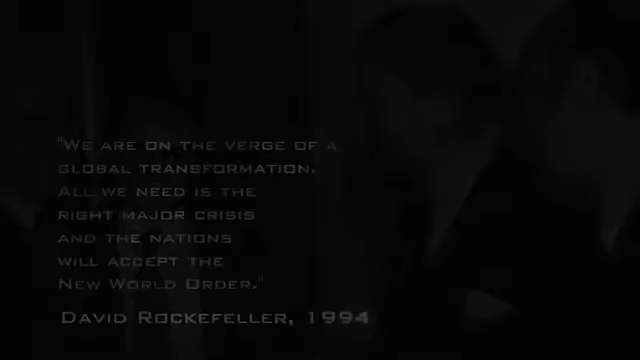 "We are on the verge of a
global transformation.
All we need is the
right major crisis
and the nations
will accept the
New World Order."
David Rockefeller, 1994